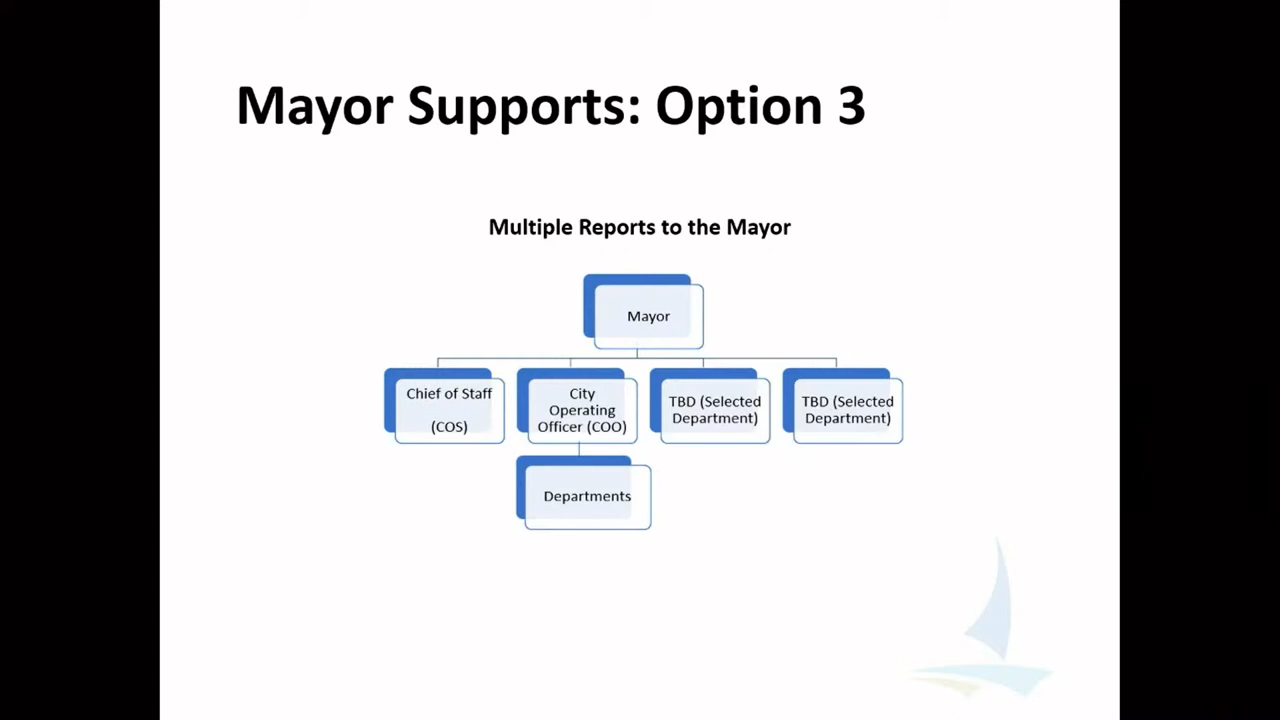 Mayor Supports: Option 3
Multiple Reports to the Mayor
Mayor
Chief of Staff
(COS)
City
Operating
Officer (COO)
TBD (Selected
Department)
TBD (Selected
Department)
Departments